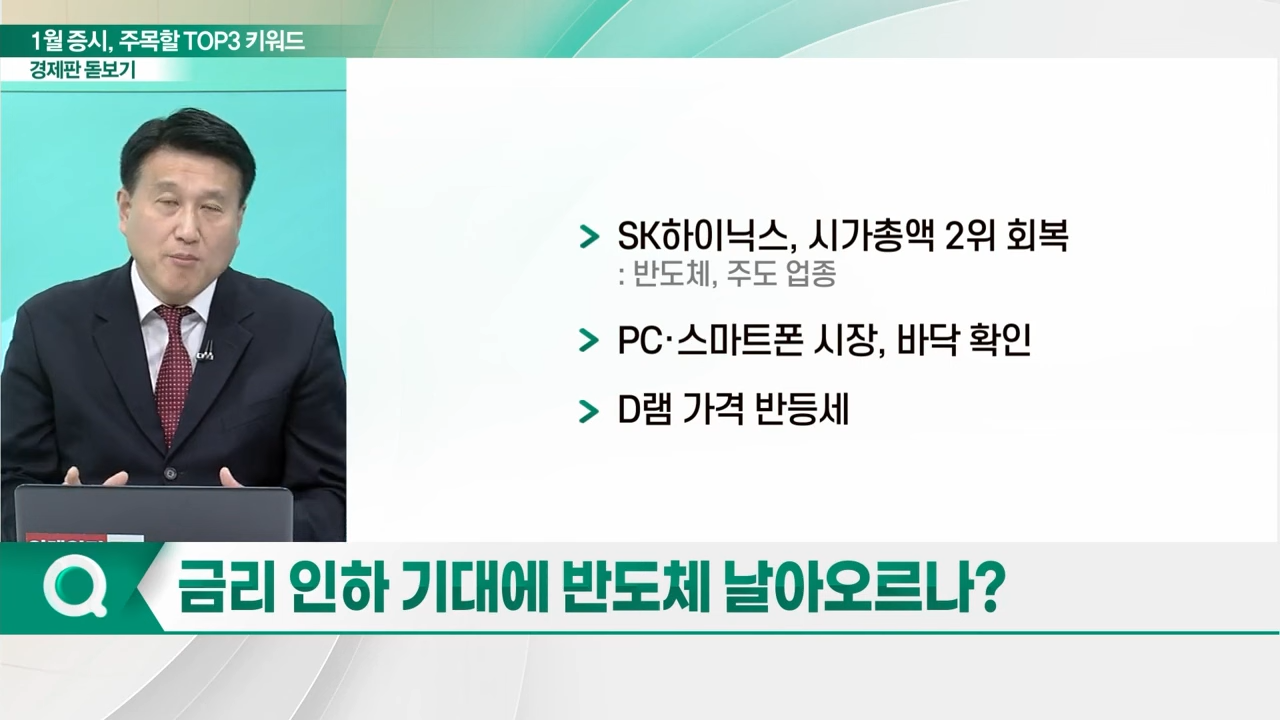 1월 증시, 주목할 TOP3 키워드
경제판 돋보기
> SK하이닉스, 시가총액 2위 회복
: 반도체, 주도 업종
> PC·스마트폰 시장, 바닥 확인
> D램 가격 반등세
금리 인하 기대에 반도체 날아오르나?